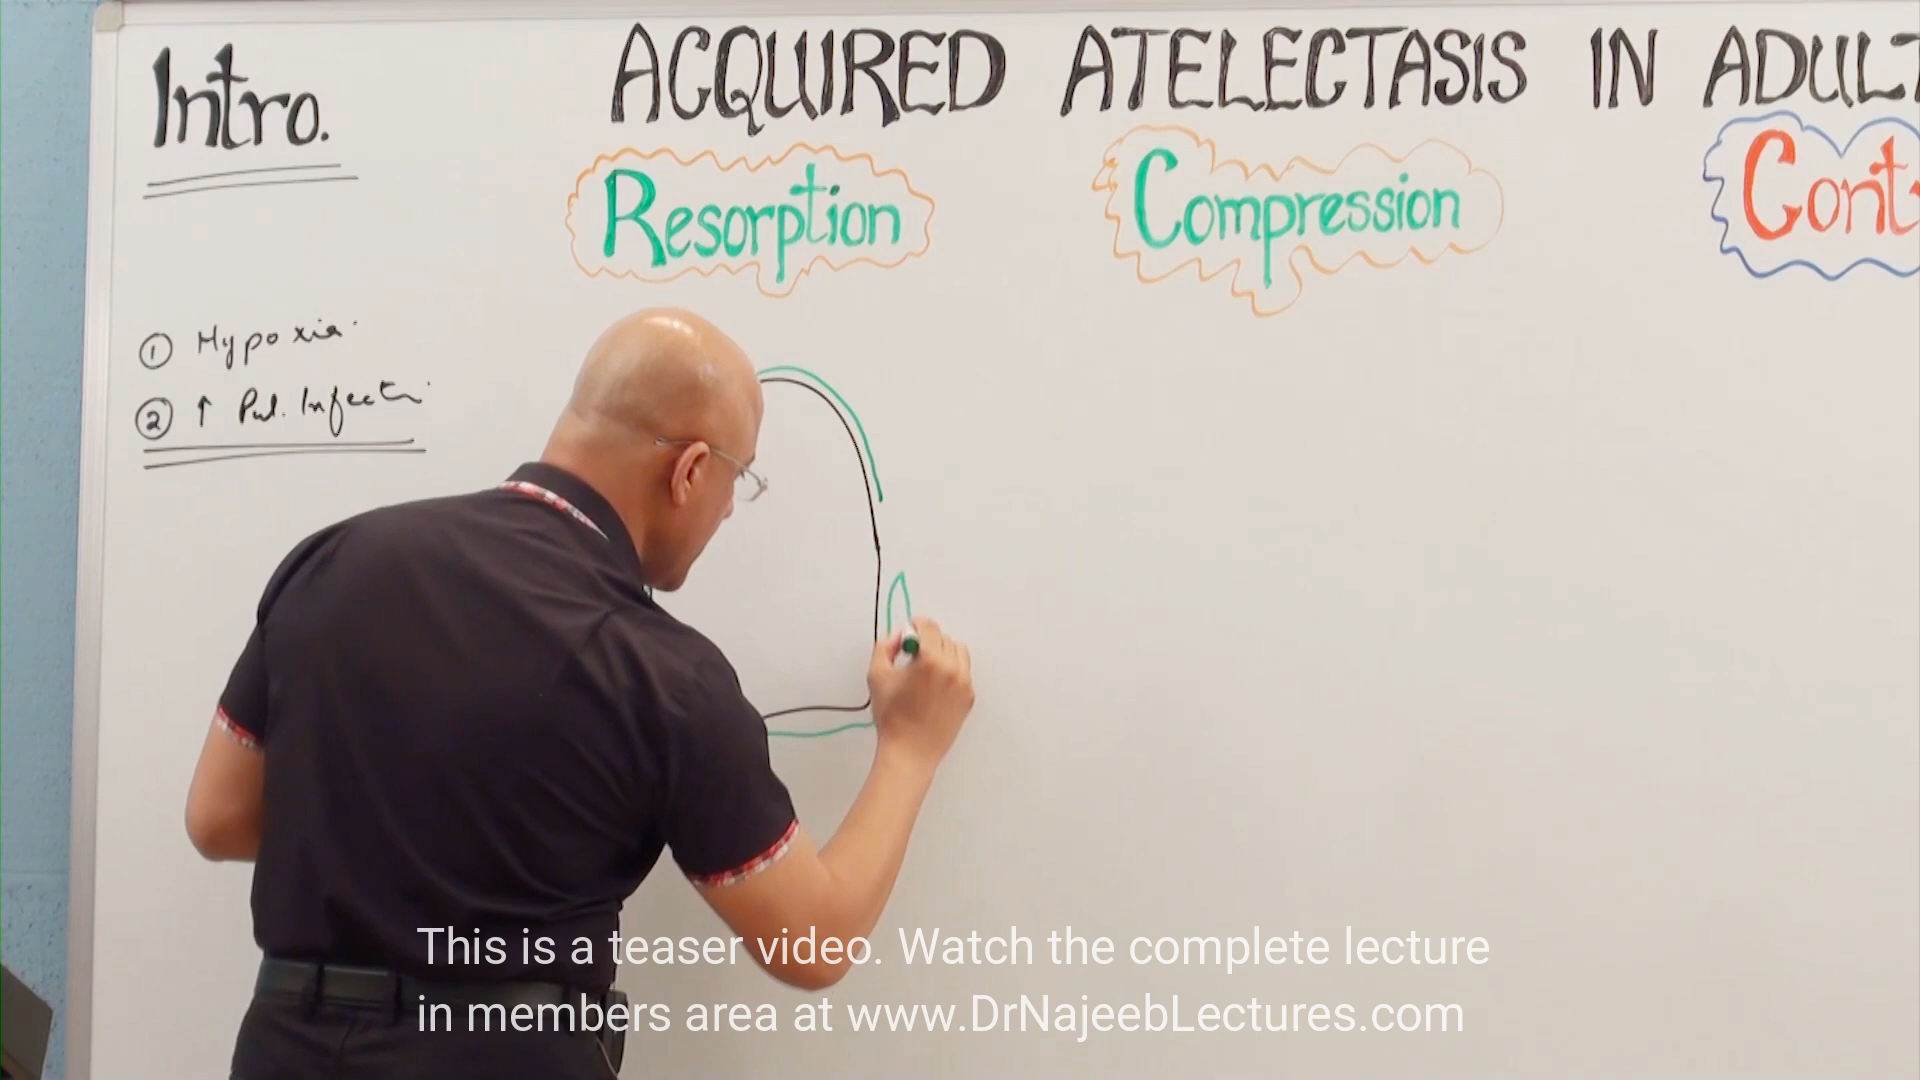 Intro.
ACQUIRED ATELECTASIS IN ADULT
Resorption
Compression
Cont
① Hypoxia.
② ↑ Pul. Infecti
This is a teaser video. Watch the complete lecture
in members area at www.DrNajeebLectures.com